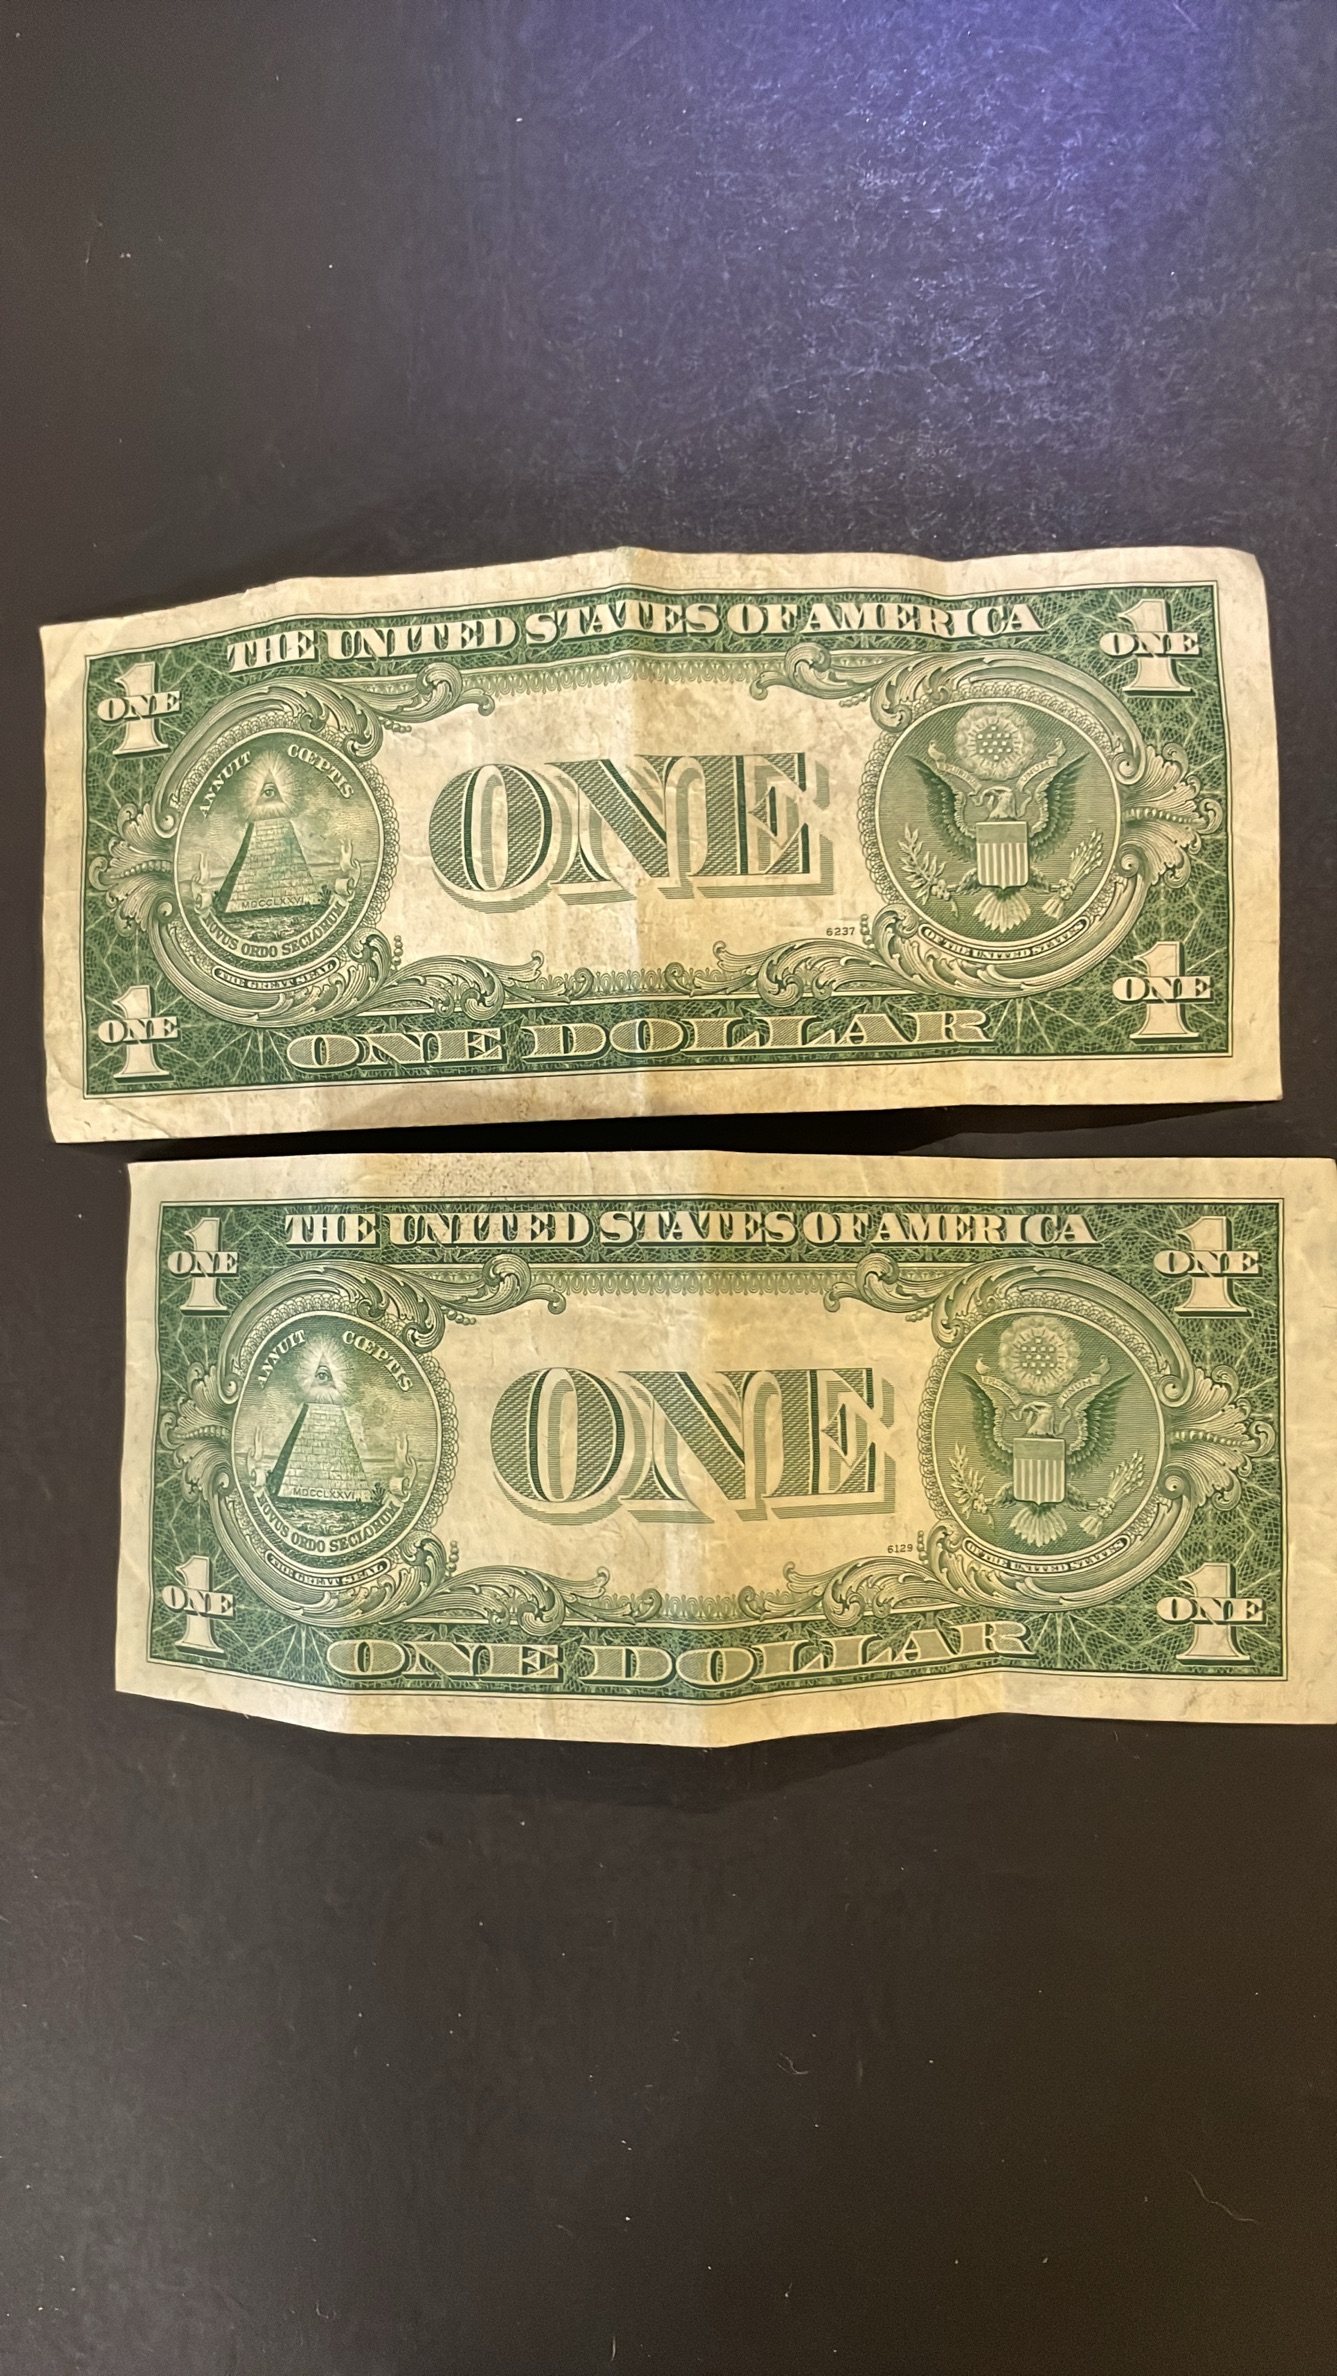 THE UNITED STATES OF AMERICA
1 ONE
1 ONE
ANNUIT CŒPTIS
ONE
MDCCLXXVI
NOVUS ORDO SECLORUM
THE GREAT SEAL
OF THE UNITED STATES
6237
1 ONE
1 ONE
ONE DOLLAR
THE UNITED STATES OF AMERICA
1 ONE
1 ONE
ANNUIT CŒPTIS
ONE
MDCCLXXVI
NOVUS ORDO SECLORUM
THE GREAT SEAL
OF THE UNITED STATES
6129
1 ONE
1 ONE
ONE DOLLAR